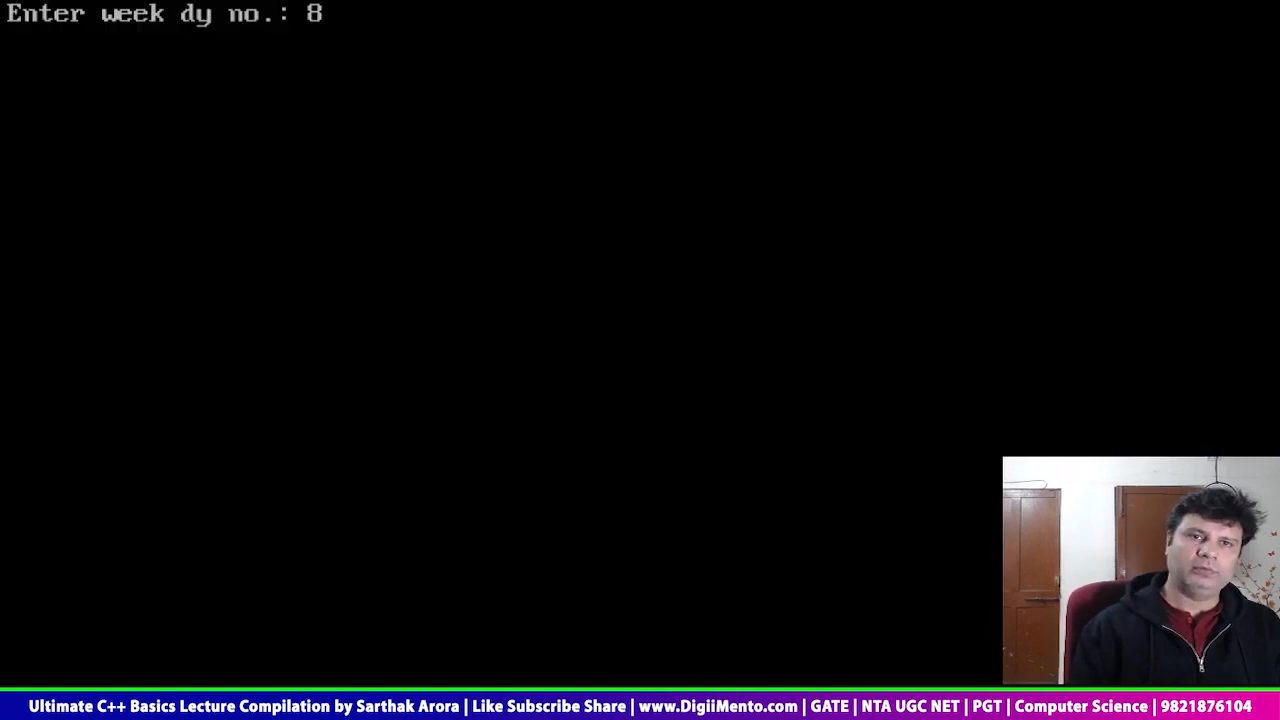 Enter week dy no.: 8
Ultimate C++ Basics Lecture Compilation by Sarthak Arora | Like Subscribe Share | www.DigiiMento.com | GATE | NTA UGC NET | PGT | Computer Science | 9821876104